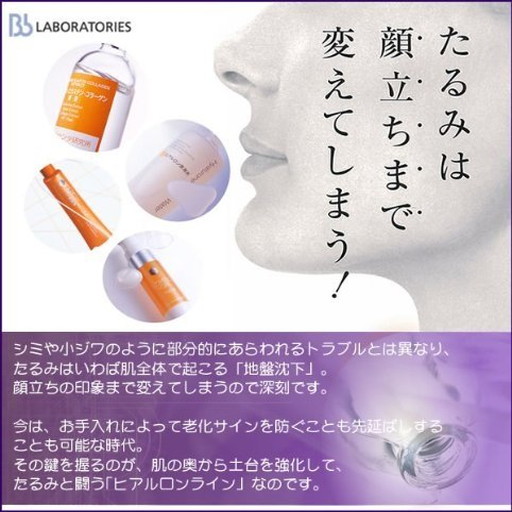 Bb LABORATORIES
たるみは
顔立ちまで
変えてしまう！
シミや小ジワのように部分的にあらわれるトラブルとは異なり、
たるみはいわば肌全体で起こる「地盤沈下」。
顔立ちの印象まで変えてしまうので深刻です。
今は、お手入れによって老化サインを防ぐことも先延ばしする
ことも可能な時代。
その鍵を握るのが、肌の奥から土台を強化して、
たるみと闘う｢ヒアルロンライン」なのです。